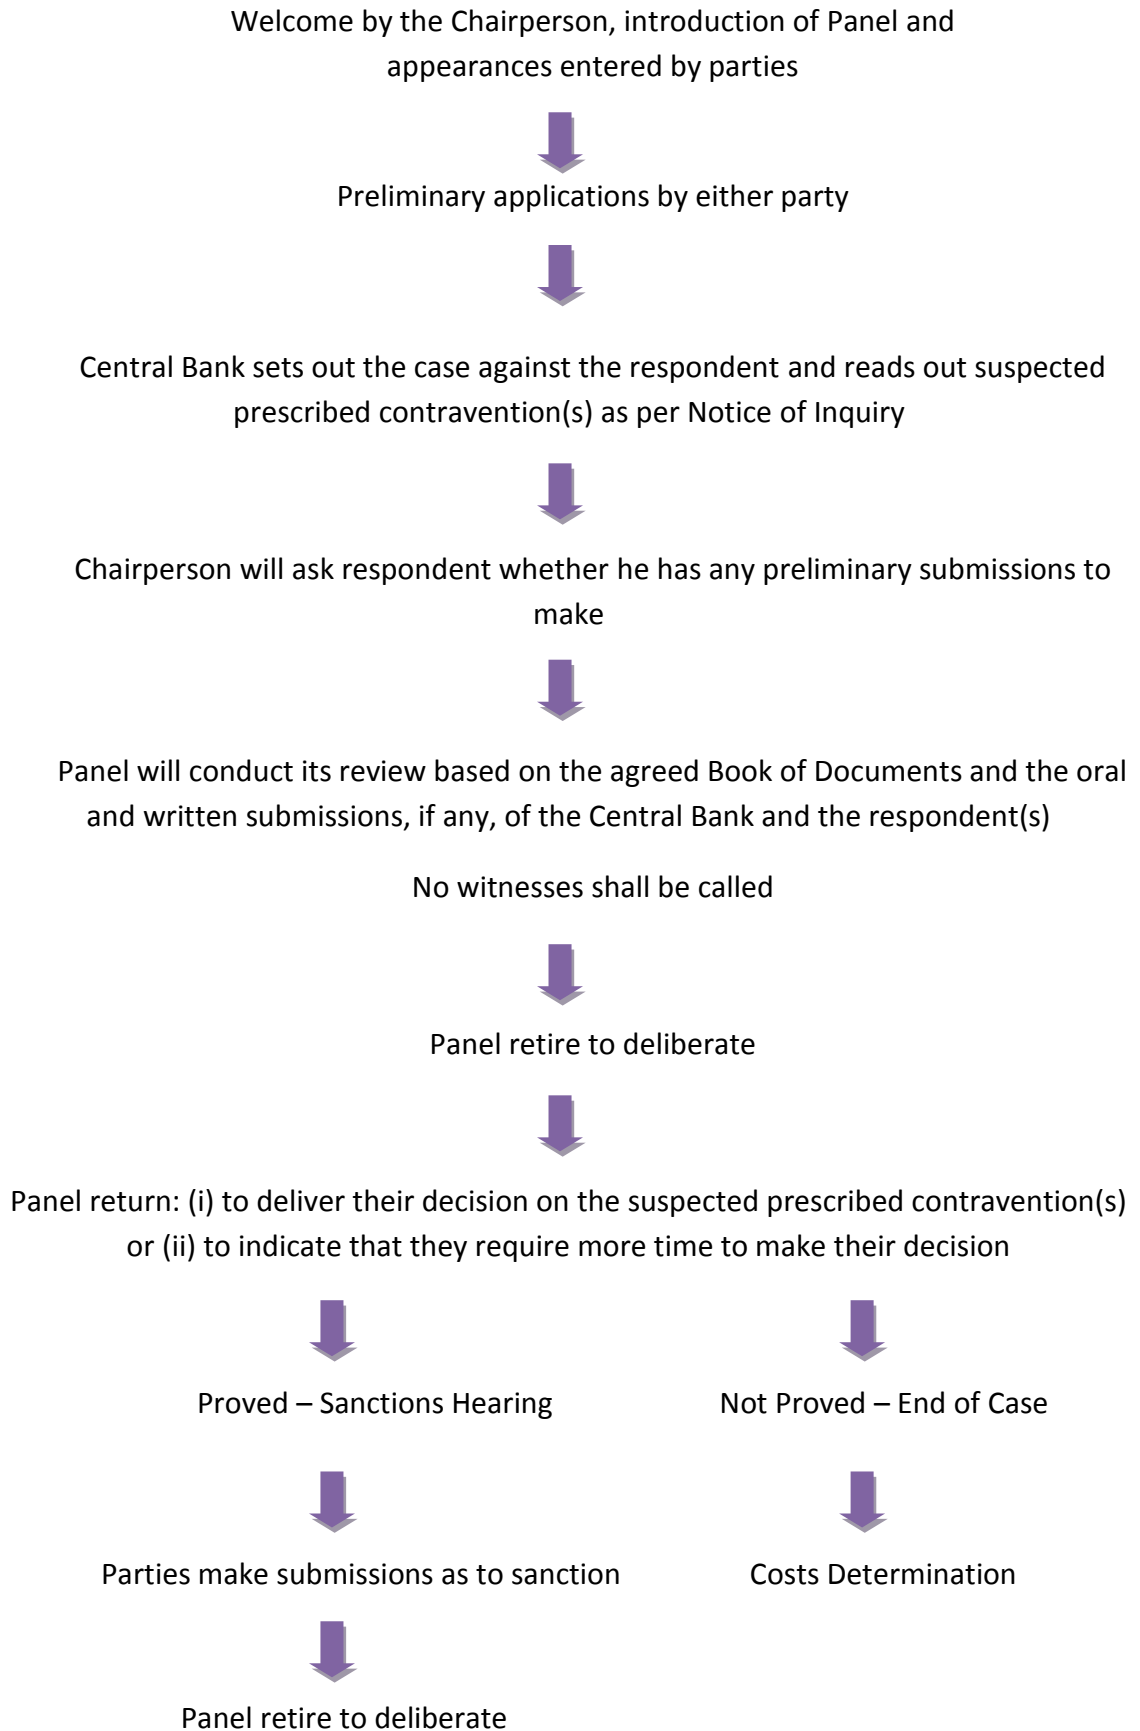 Welcome by the Chairperson, introduction of Panel and
appearances entered by parties
Preliminary applications by either party
Central Bank sets out the case against the respondent and reads out suspected
prescribed contravention(s) as per Notice of Inquiry
Chairperson will ask respondent whether he has any preliminary submissions to
make
Panel will conduct its review based on the agreed Book of Documents and the oral
and written submissions, if any, of the Central Bank and the respondent(s)
No witnesses shall be called
Panel retire to deliberate
Panel return: (i) to deliver their decision on the suspected prescribed contravention(s)
or (ii) to indicate that they require more time to make their decision
Proved – Sanctions Hearing
Not Proved – End of Case
Parties make submissions as to sanction
Costs Determination
Panel retire to deliberate